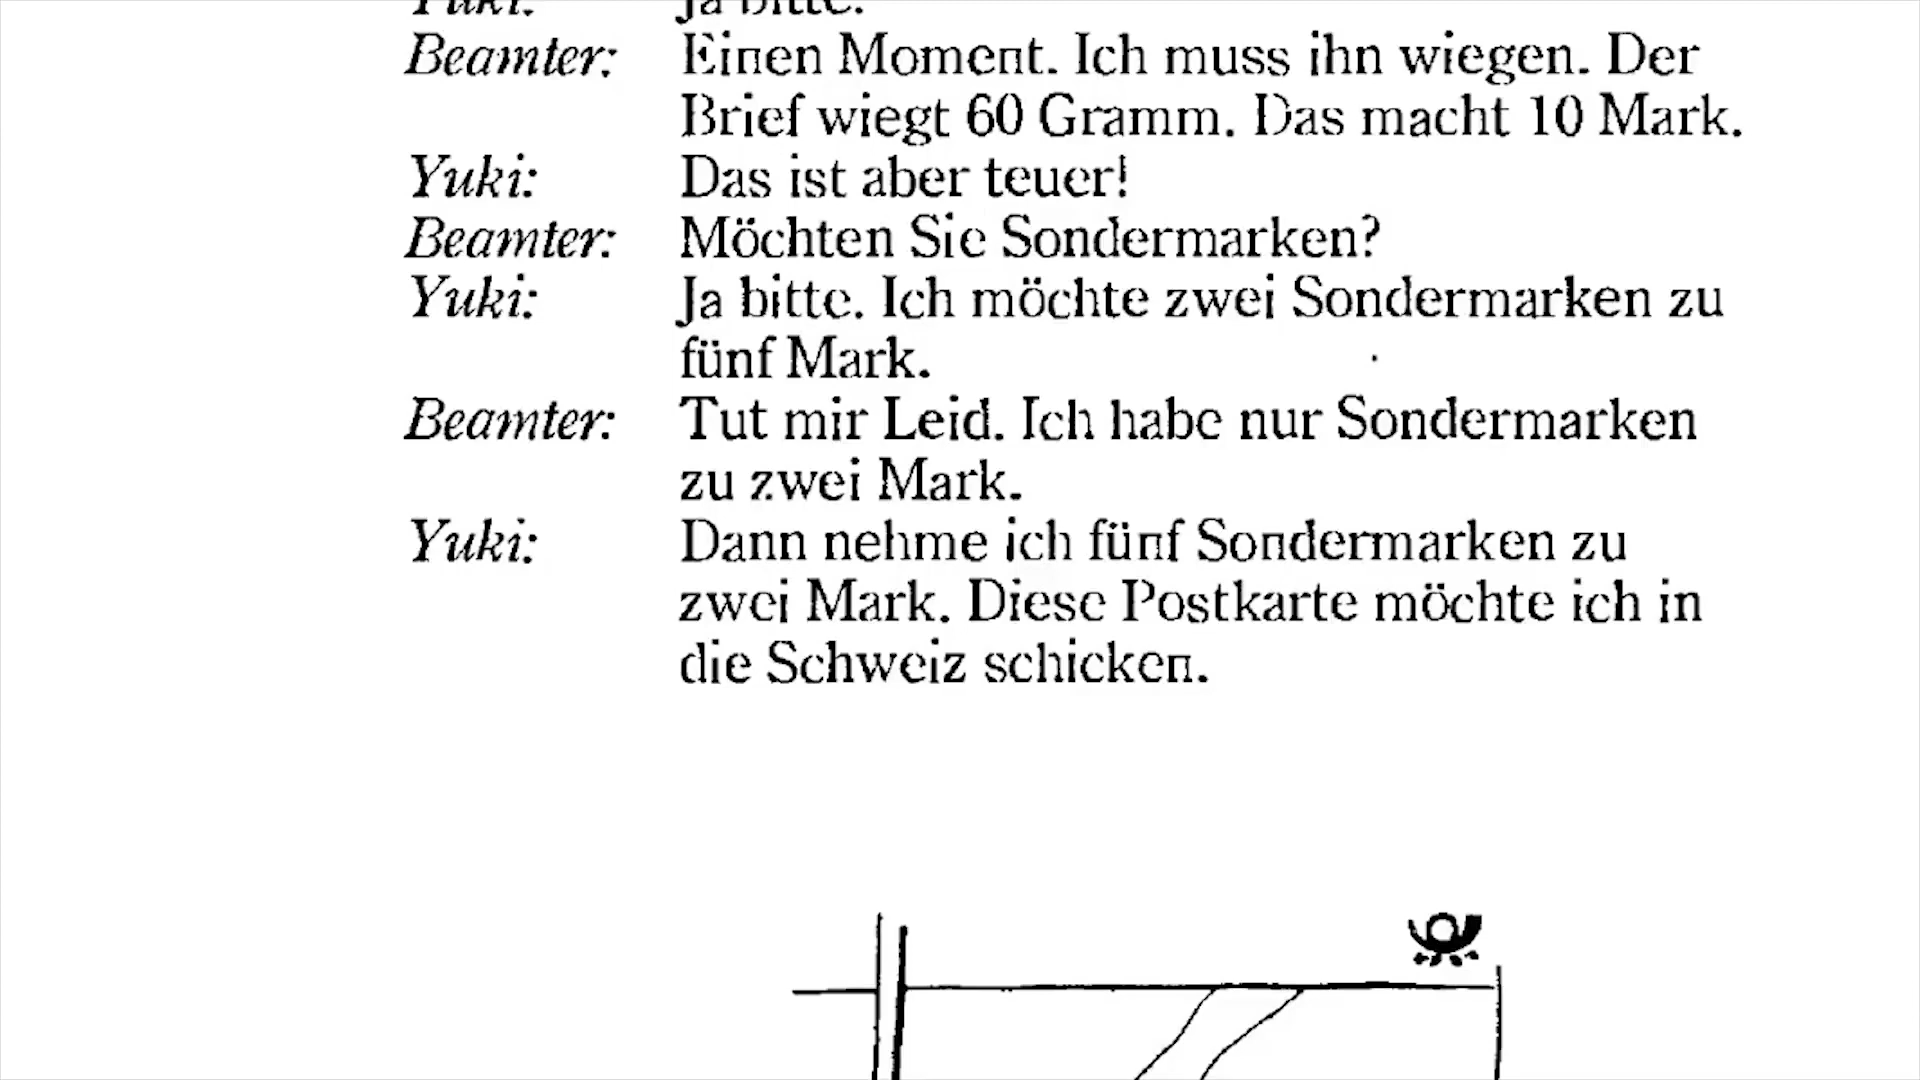 Yuki: Ja bitte.
Beamter: Einen Moment. Ich muss ihn wiegen. Der
Brief wiegt 60 Gramm. Das macht 10 Mark.
Yuki: Das ist aber teuer!
Beamter: Möchten Sie Sondermarken?
Yuki: Ja bitte. Ich möchte zwei Sondermarken zu
fünf Mark.
Beamter: Tut mir Leid. Ich habe nur Sondermarken
zu zwei Mark.
Yuki: Dann nehme ich fünf Sondermarken zu
zwei Mark. Diese Postkarte möchte ich in
die Schweiz schicken.